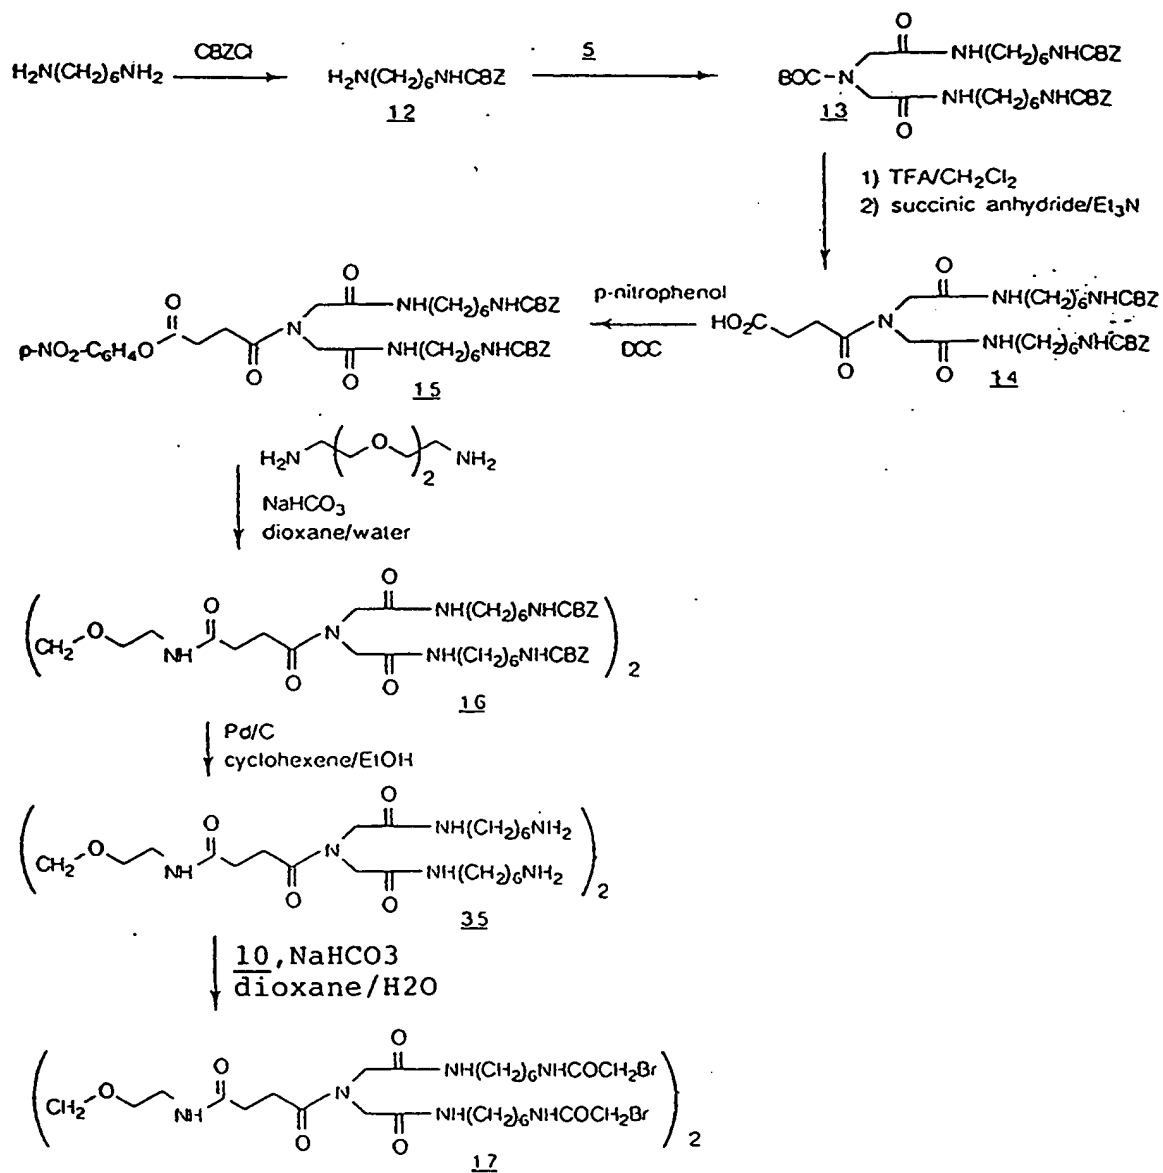 H₂N(CH₂)₆NH₂
CBZCl
H₂N(CH₂)₆NHCBZ
12
5
O
NH(CH₂)₆NHCBZ
BOC N
NH(CH₂)₆NHCBZ
13
O
1) TFA/CH₂Cl₂
2) succinic anhydride/Et₃N
O
NH(CH₂)₆NHCBZ
HO₂C N
NH(CH₂)₆NHCBZ
O O
14
p-nitrophenol
DCC
O
O NH(CH₂)₆NHCBZ
p-NO₂-C₆H₄O N
NH(CH₂)₆NHCBZ
O O
15
H₂N ( O )₂ NH₂
NaHCO₃
dioxane/water
O
O NH(CH₂)₆NHCBZ
( CH₂ O NH N )₂
NH(CH₂)₆NHCBZ
O O
16
Pd/C
cyclohexene/EtOH
O
O NH(CH₂)₆NH₂
( CH₂ O NH N )₂
NH(CH₂)₆NH₂
O O
35
10,NaHCO3
dioxane/H2O
O
O NH(CH₂)₆NHCOCH₂Br
( CH₂ O NH N )₂
NH(CH₂)₆NHCOCH₂Br
O O
17